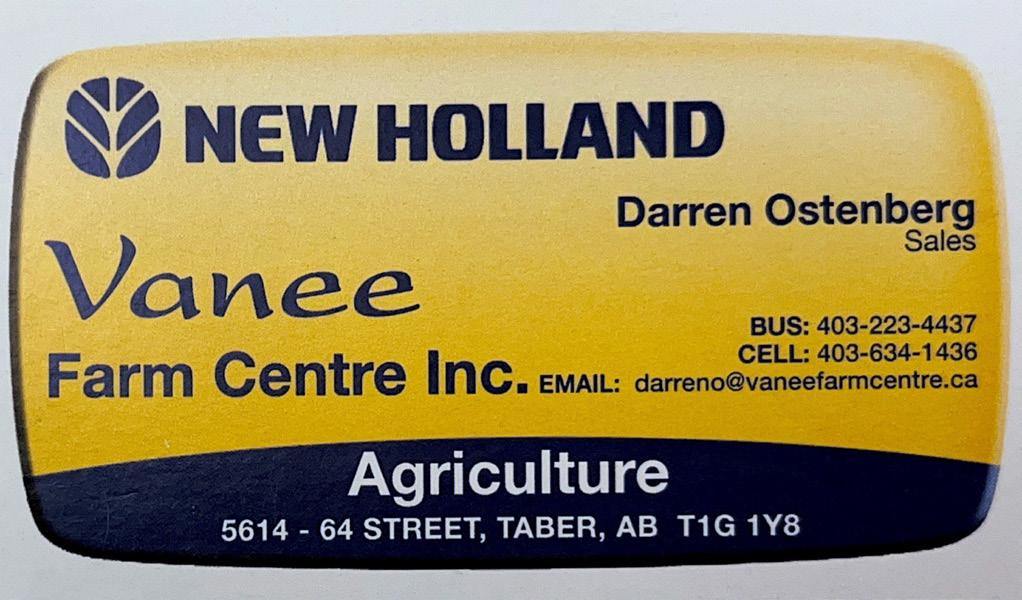 NEW HOLLAND
Darren Ostenberg
Sales
Vanee
Farm Centre Inc.
BUS: 403-223-4437
CELL: 403-634-1436
EMAIL: darreno@vaneefarmcentre.ca
Agriculture
5614 - 64 STREET, TABER, AB T1G 1Y8